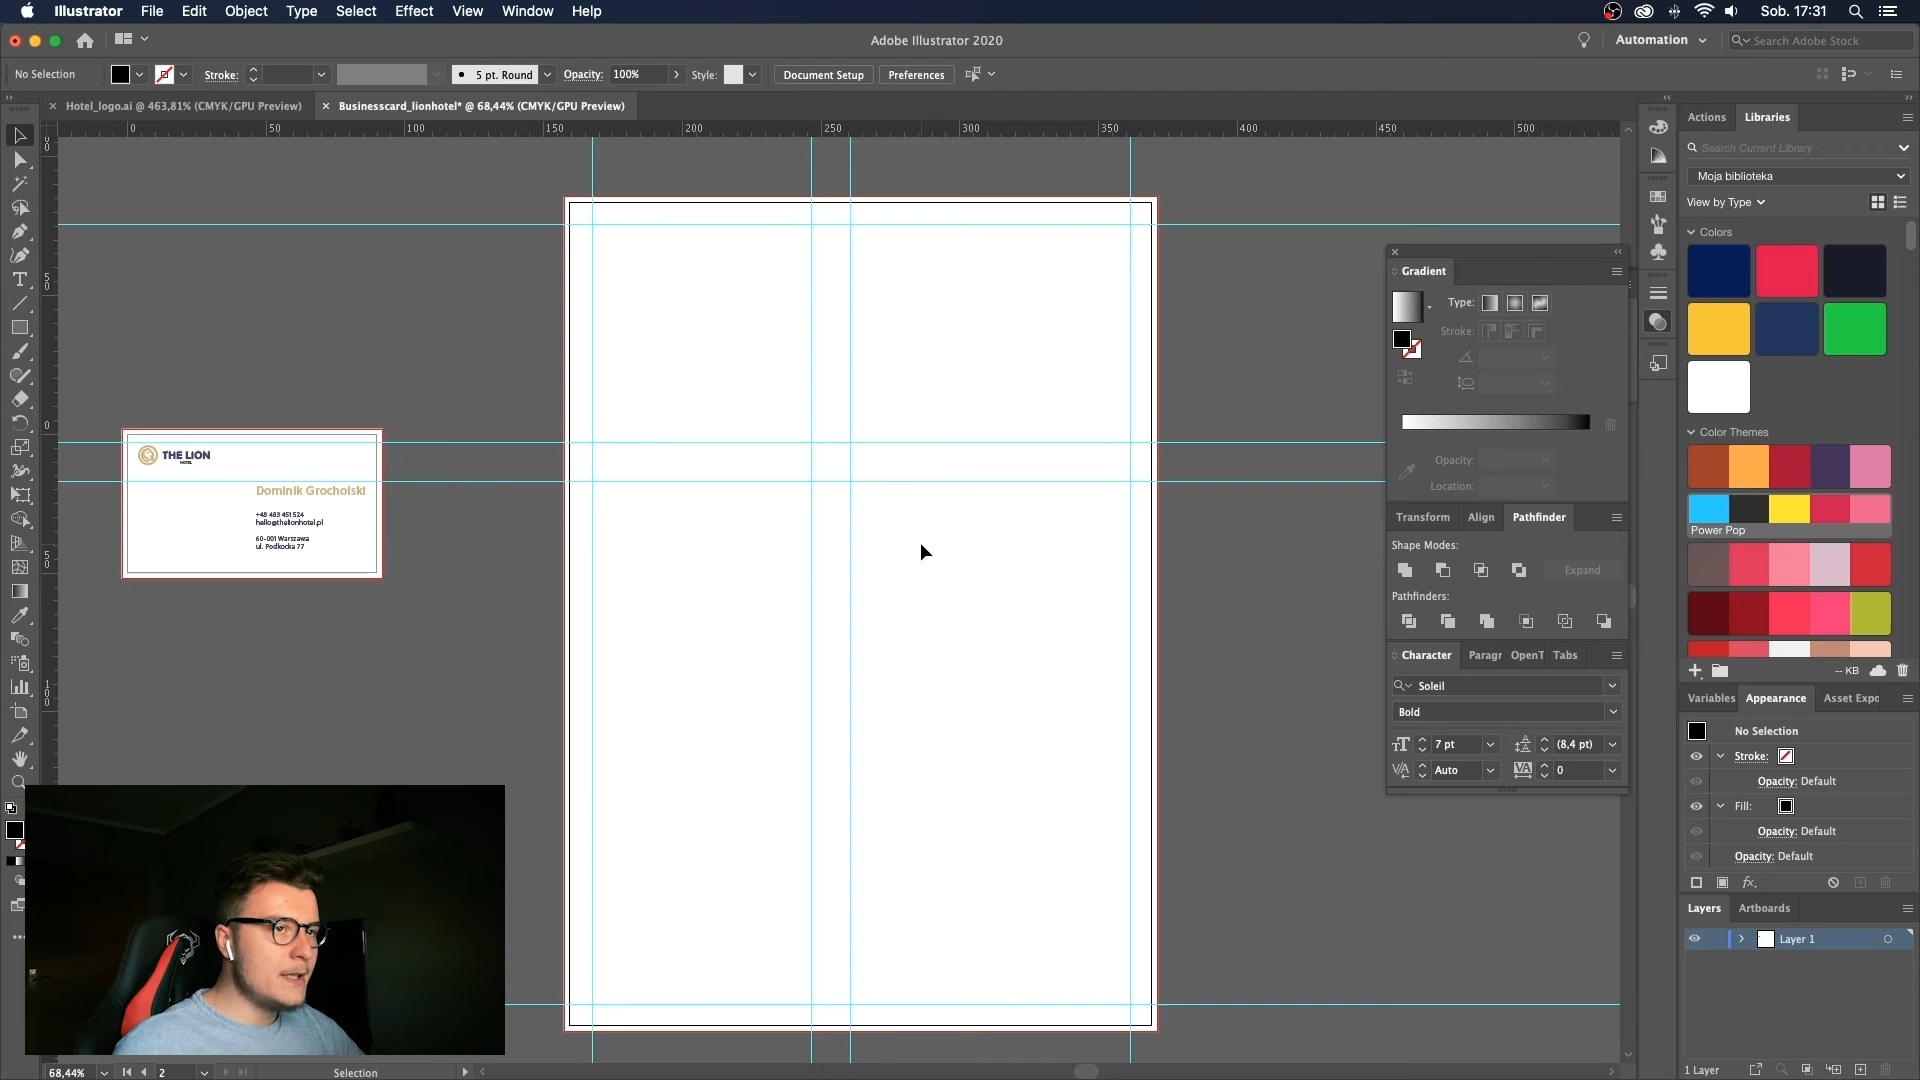 Illustrator File Edit Object Type Select Effect View Window Help Sob. 17:31
Adobe Illustrator 2020 Automation Search Adobe Stock
No Selection Stroke: 5 pt. Round Opacity: 100% Style: Document Setup Preferences
Hotel_logo.ai @ 463,81% (CMYK/GPU Preview) Businesscard_lionhotel* @ 68,44% (CMYK/GPU Preview)
0 50 100 150 200 250 300 350 400 450 500
Actions Libraries
Search Current Library
Moja biblioteka
View by Type
Colors
Color Themes
Power Pop
-- KB
Gradient
Type:
Stroke:
Opacity:
Location:
Transform Align Pathfinder
Shape Modes:
Expand
Pathfinders:
Character Paragr OpenT Tabs
Soleil
Bold
7 pt (8,4 pt)
Auto 0
THE LION
HOTEL
Dominik Grocholski
+48 483 451 524
hello@thelionhotel.pl
60-001 Warszawa
ul. Podkocka 77
Variables Appearance Asset Expo
No Selection
Stroke:
Opacity: Default
Fill:
Opacity: Default
Opacity: Default
fx.
Layers Artboards
Layer 1
1 Layer
68,44% 2 Selection